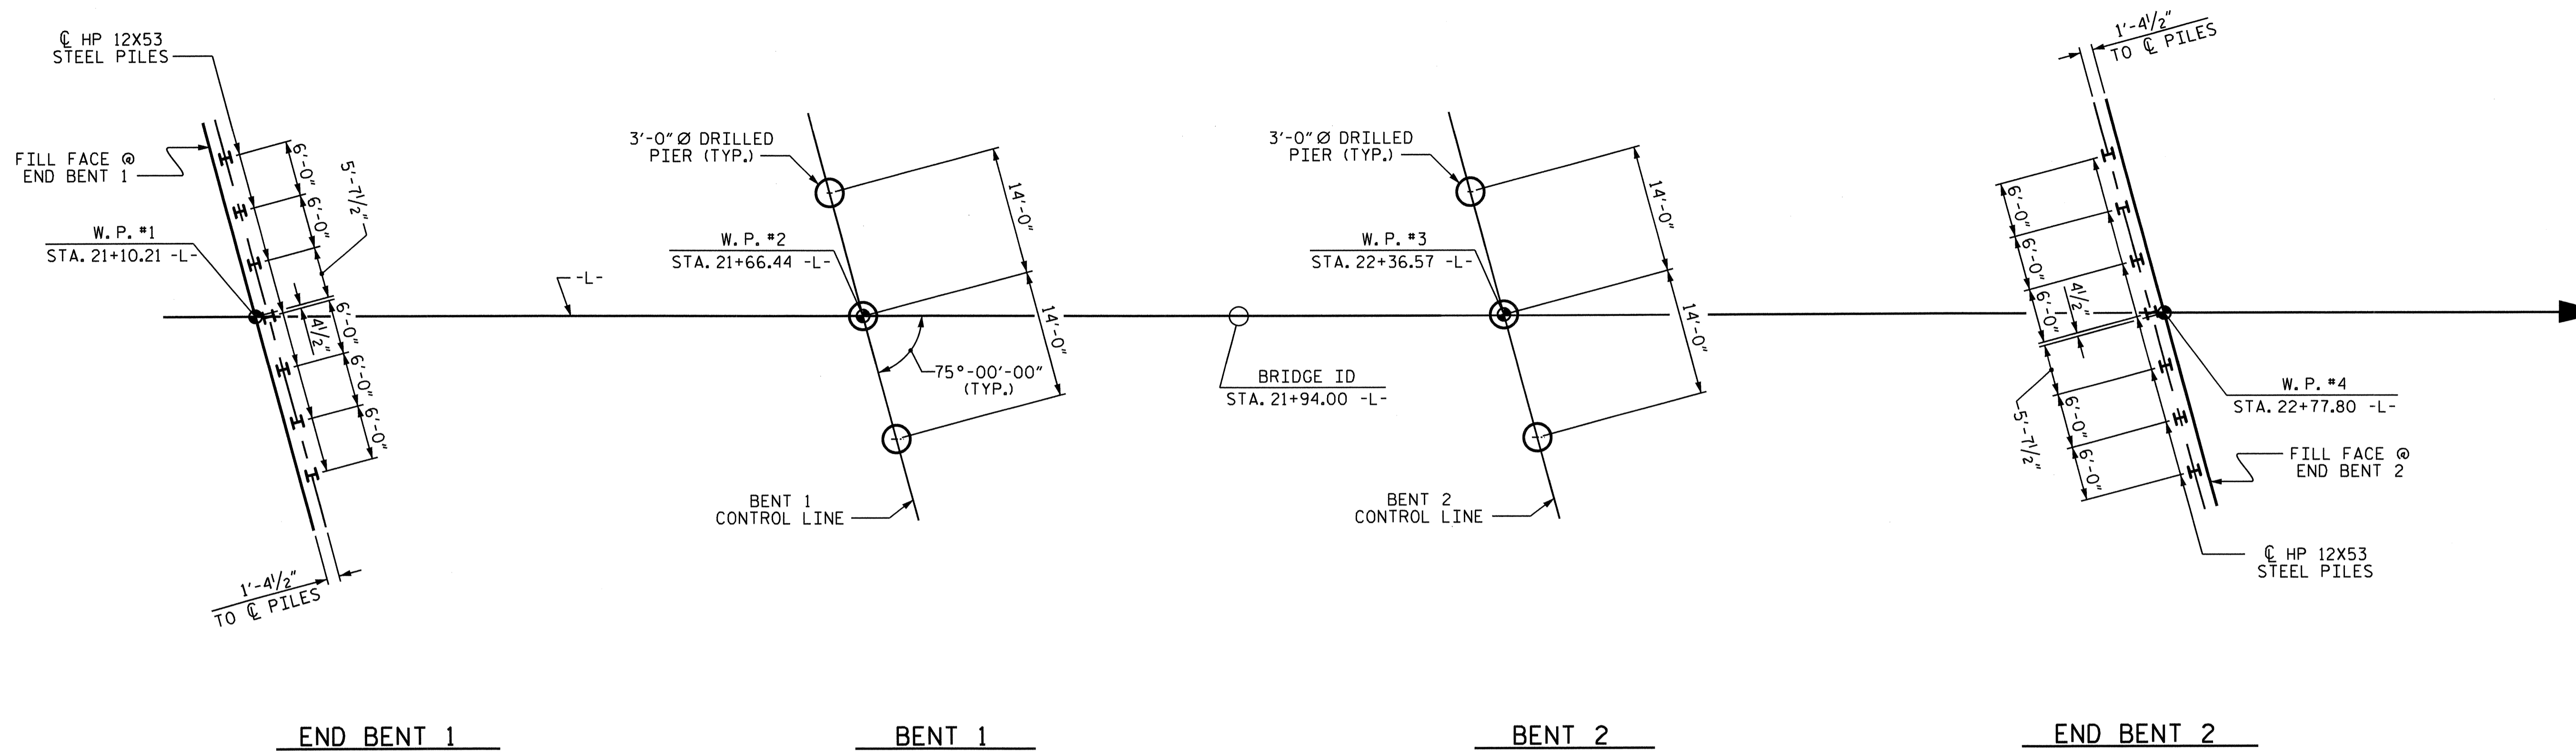 ℄ HP 12X53
STEEL PILES
FILL FACE @
END BENT 1
W. P. #1
STA. 21+10.21 -L-
6'-0"
6'-0"
5'-7½"
4½"
6'-0"
6'-0"
6'-0"
1'-4½"
TO ℄ PILES
-L-
3'-0" Ø DRILLED
PIER (TYP.)
W. P. #2
STA. 21+66.44 -L-
14'-0"
14'-0"
75°-00'-00"
(TYP.)
BENT 1
CONTROL LINE
BRIDGE ID
STA. 21+94.00 -L-
3'-0" Ø DRILLED
PIER (TYP.)
W. P. #3
STA. 22+36.57 -L-
14'-0"
14'-0"
BENT 2
CONTROL LINE
1'-4½"
TO ℄ PILES
6'-0"
6'-0"
6'-0"
4½"
5'-7½"
6'-0"
6'-0"
W. P. #4
STA. 22+77.80 -L-
FILL FACE @
END BENT 2
℄ HP 12X53
STEEL PILES
END BENT 1
BENT 1
BENT 2
END BENT 2